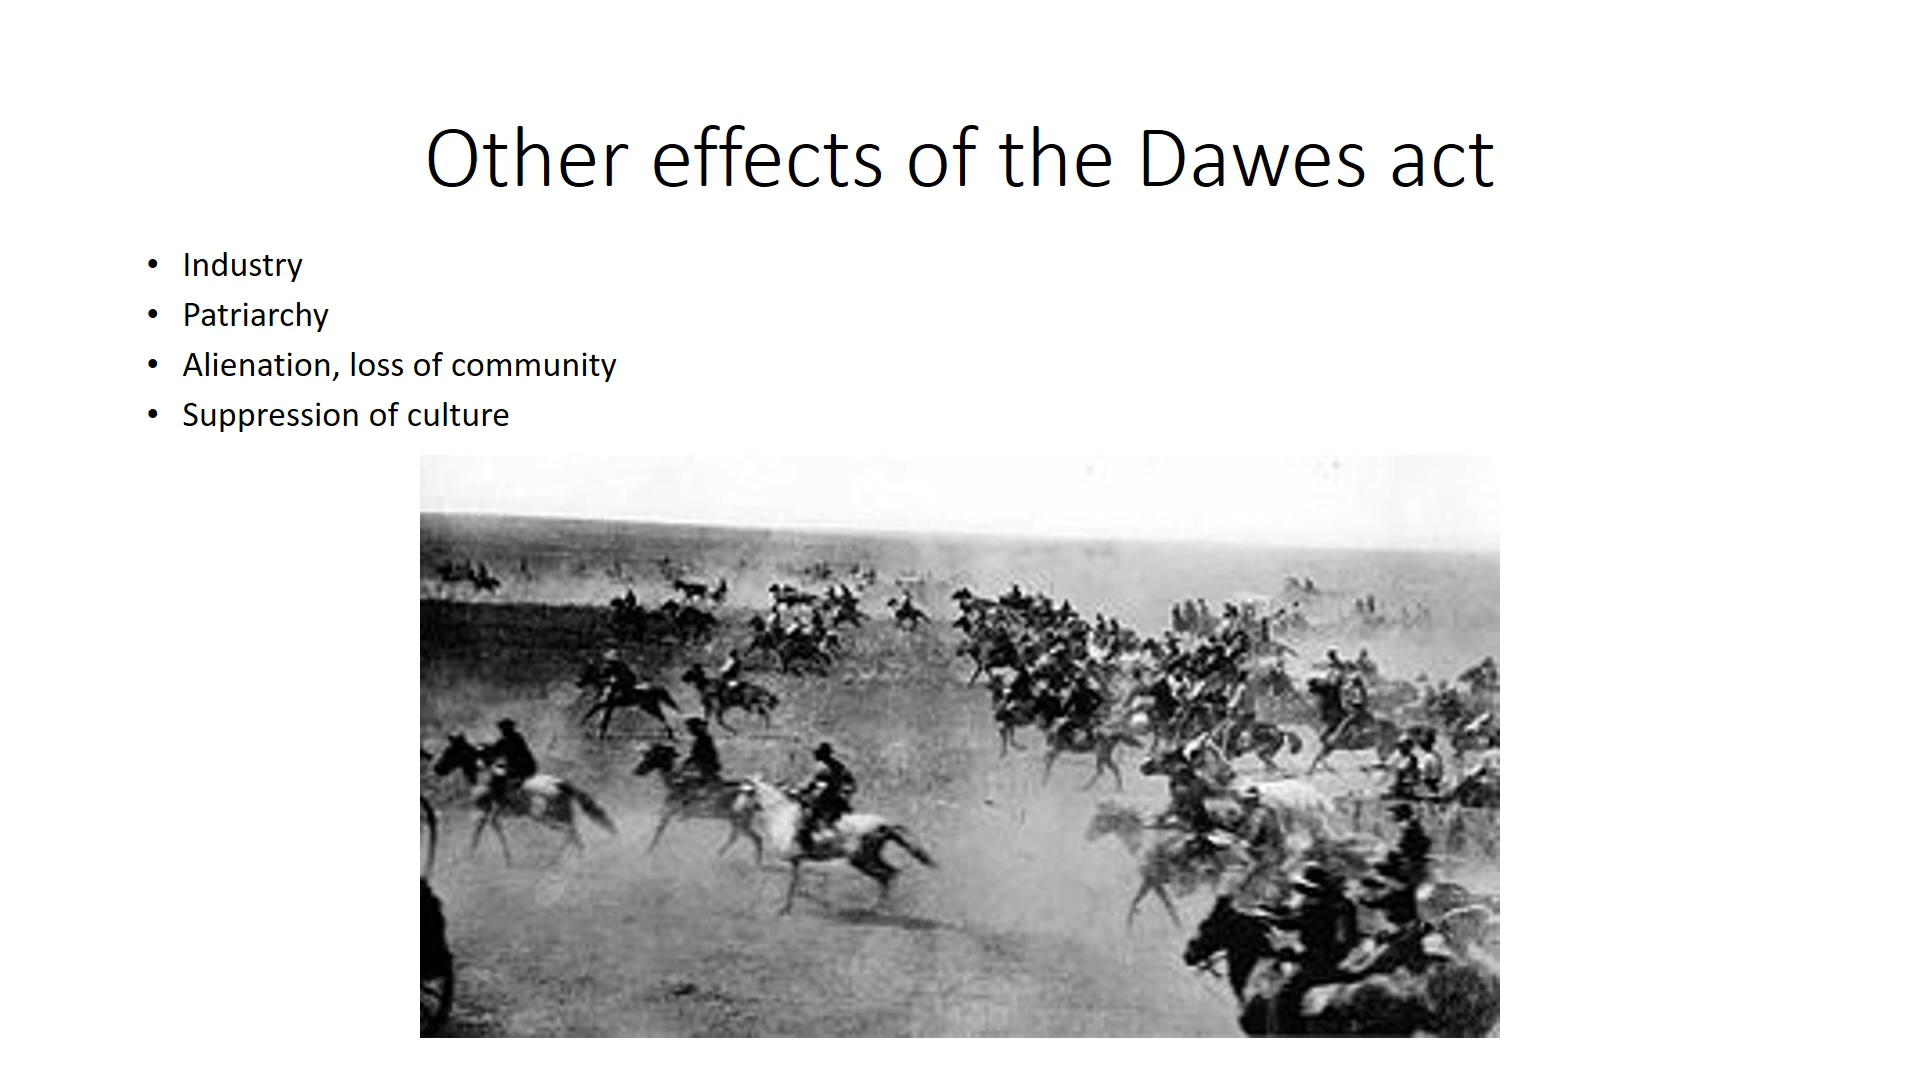 Other effects of the Dawes act
• Industry
• Patriarchy
• Alienation, loss of community
• Suppression of culture